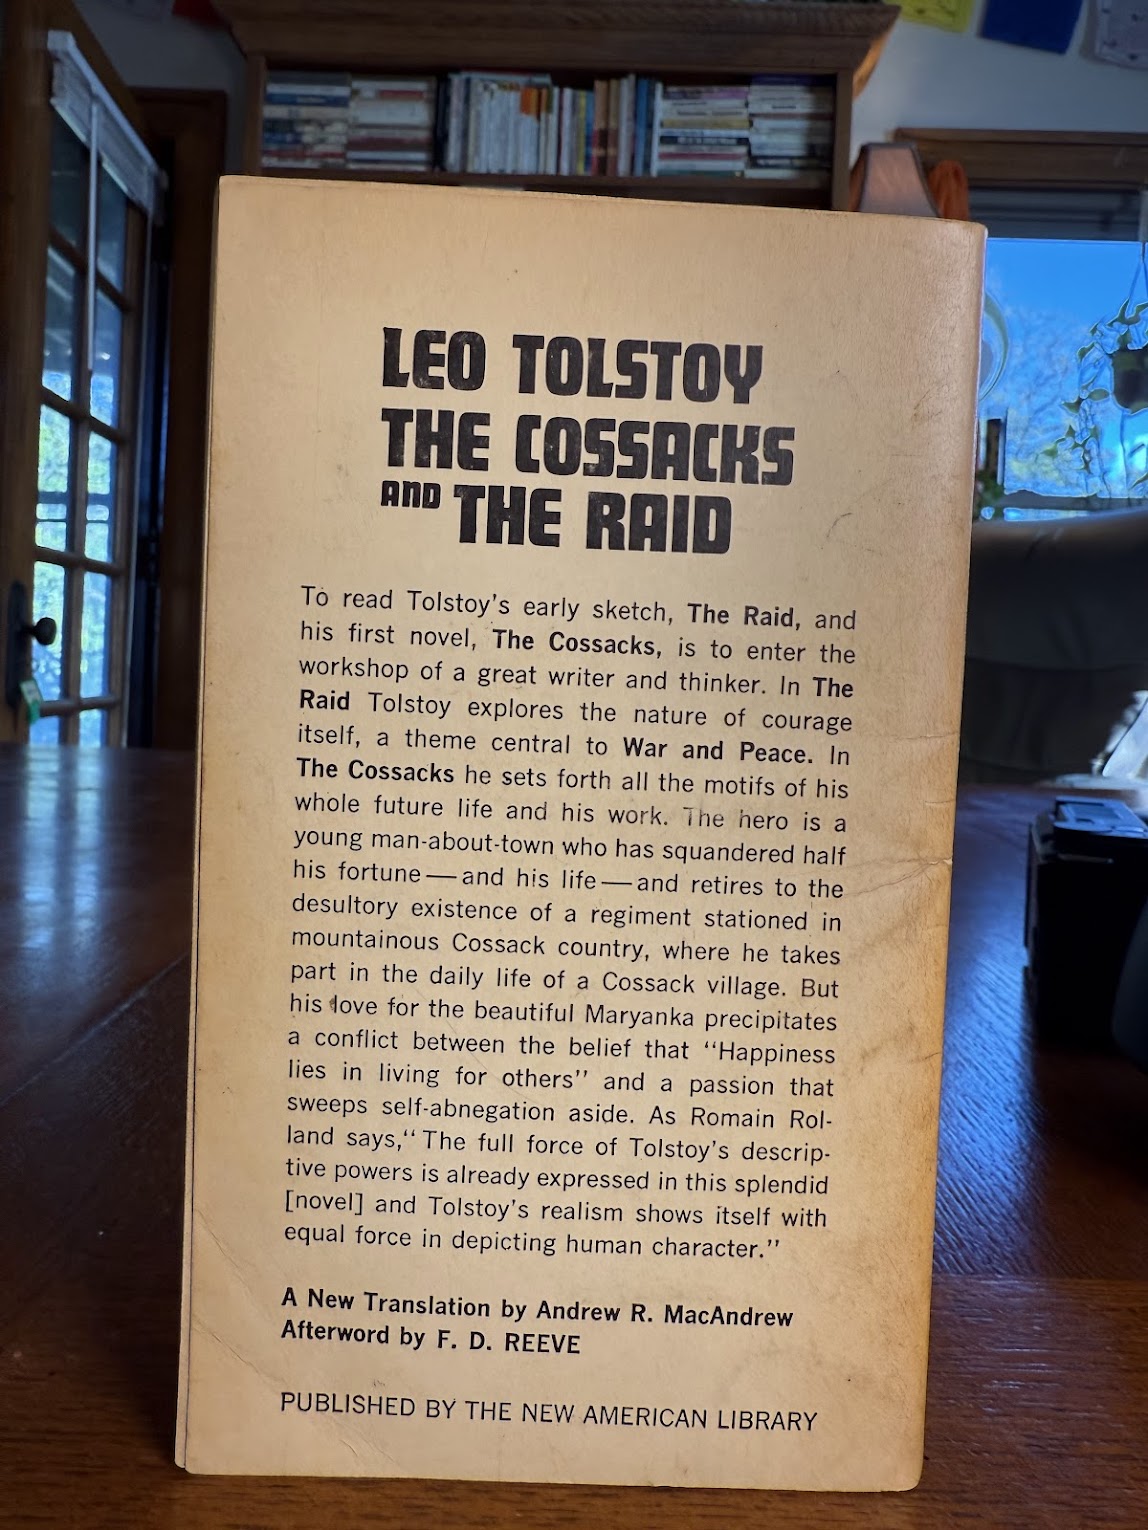 LEO TOLSTOY
THE COSSACKS
AND THE RAID
To read Tolstoy's early sketch, The Raid, and
his first novel, The Cossacks, is to enter the
workshop of a great writer and thinker. In The
Raid Tolstoy explores the nature of courage
itself, a theme central to War and Peace. In
The Cossacks he sets forth all the motifs of his
whole future life and his work. The hero is a
young man-about-town who has squandered half
his fortune—and his life—and retires to the
desultory existence of a regiment stationed in
mountainous Cossack country, where he takes
part in the daily life of a Cossack village. But
his love for the beautiful Maryanka precipitates
a conflict between the belief that "Happiness
lies in living for others" and a passion that
sweeps self-abnegation aside. As Romain Rol-
land says, "The full force of Tolstoy's descrip-
tive powers is already expressed in this splendid
[novel] and Tolstoy's realism shows itself with
equal force in depicting human character."
A New Translation by Andrew R. MacAndrew
Afterword by F. D. REEVE
PUBLISHED BY THE NEW AMERICAN LIBRARY